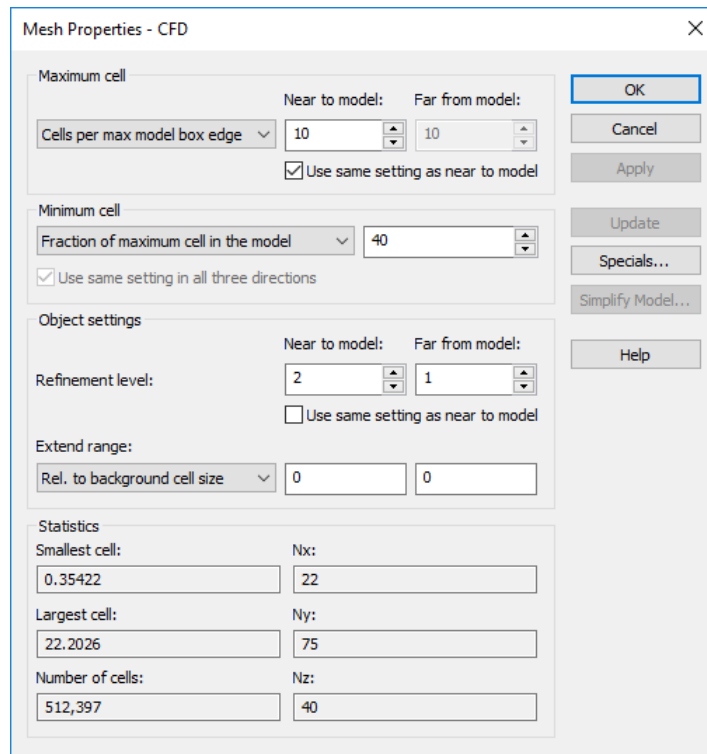 Mesh Properties - CFD
Maximum cell
Near to model: Far from model:
Cells per max model box edge 10 10
Use same setting as near to model
Minimum cell
Fraction of maximum cell in the model 40
Use same setting in all three directions
Object settings
Near to model: Far from model:
Refinement level: 2 1
Use same setting as near to model
Extend range:
Rel. to background cell size 0 0
Statistics
Smallest cell: Nx:
0.35422 22
Largest cell: Ny:
22.2026 75
Number of cells: Nz:
512,397 40
OK
Cancel
Apply
Update
Specials...
Simplify Model...
Help